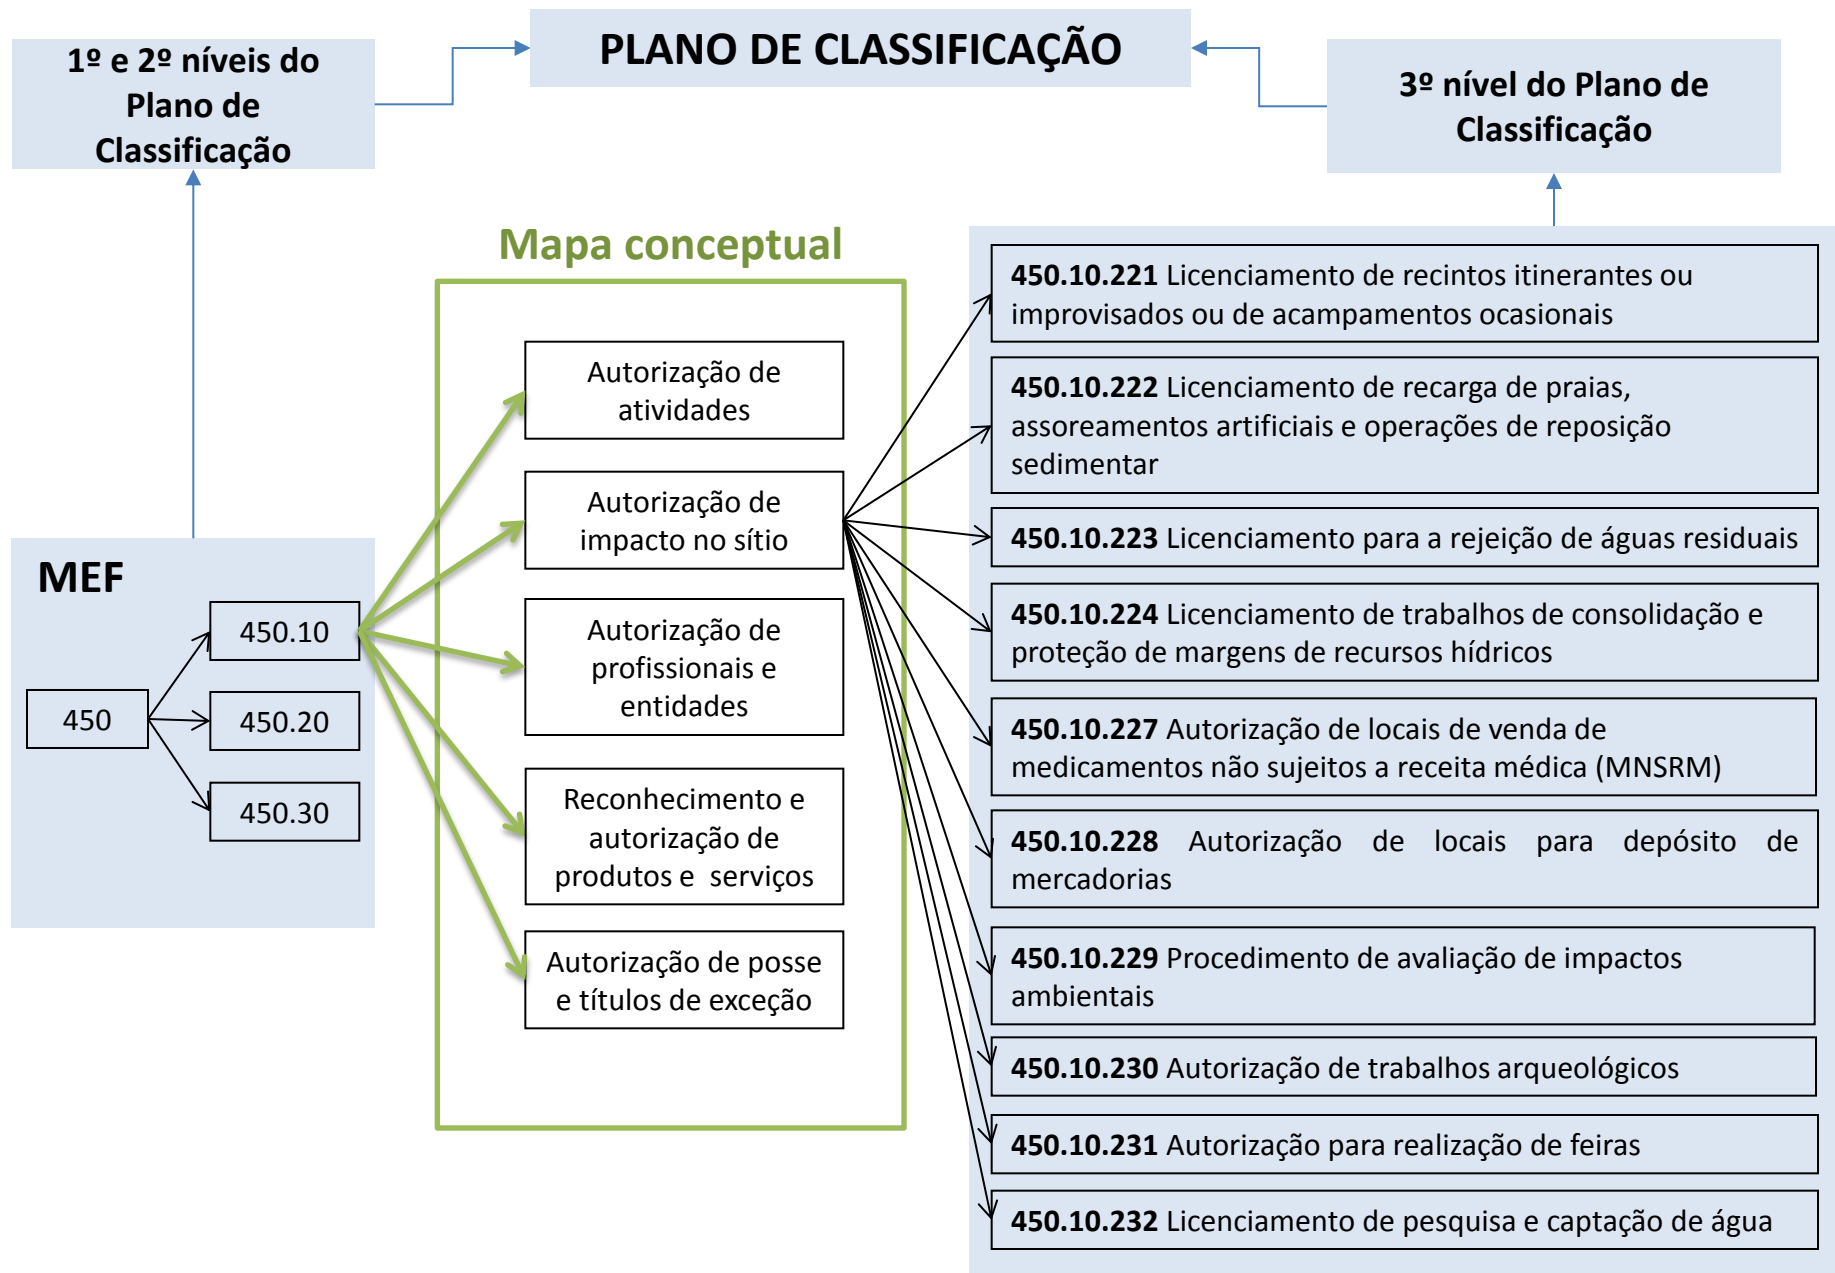 PLANO DE CLASSIFICAÇÃO
1º e 2º níveis do
Plano de
Classificação
3º nível do Plano de
Classificação
MEF
450
450.10
450.20
450.30
Mapa conceptual
Autorização de
atividades
Autorização de
impacto no sítio
Autorização de
profissionais e
entidades
Reconhecimento e
autorização de
produtos e serviços
Autorização de posse
e títulos de exceção
450.10.221 Licenciamento de recintos itinerantes ou
improvisados ou de acampamentos ocasionais
450.10.222 Licenciamento de recarga de praias,
assoreamentos artificiais e operações de reposição
sedimentar
450.10.223 Licenciamento para a rejeição de águas residuais
450.10.224 Licenciamento de trabalhos de consolidação e
proteção de margens de recursos hídricos
450.10.227 Autorização de locais de venda de
medicamentos não sujeitos a receita médica (MNSRM)
450.10.228 Autorização de locais para depósito de
mercadorias
450.10.229 Procedimento de avaliação de impactos
ambientais
450.10.230 Autorização de trabalhos arqueológicos
450.10.231 Autorização para realização de feiras
450.10.232 Licenciamento de pesquisa e captação de água